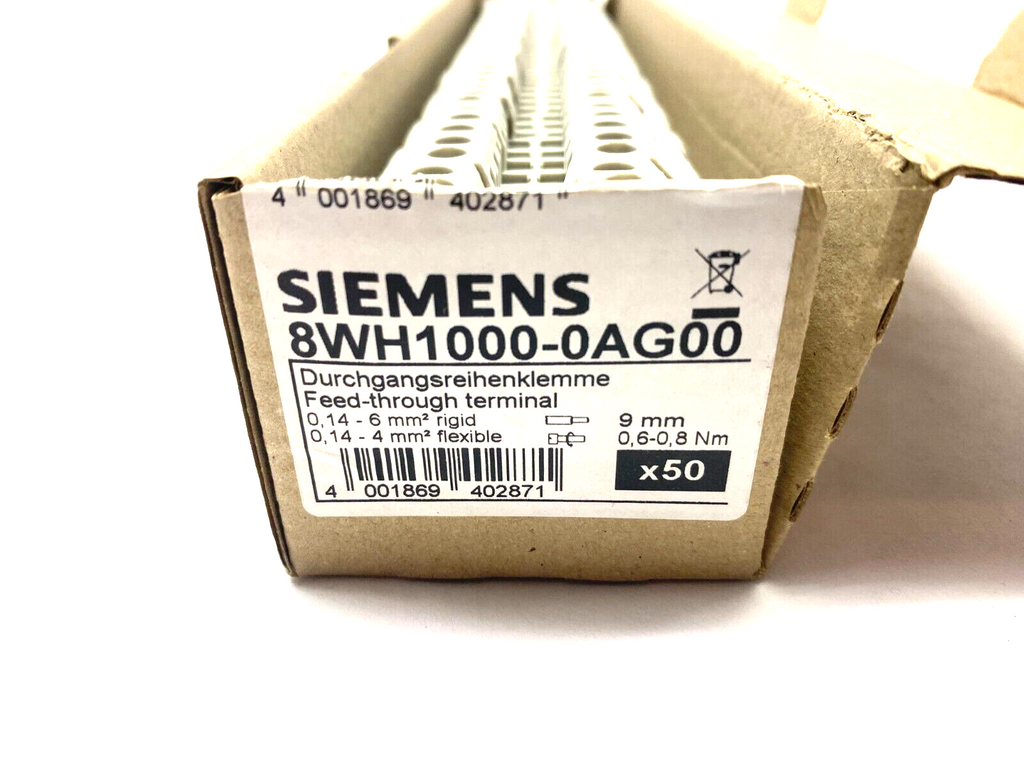 4 " 001869 " 402871 "
SIEMENS
8WH1000-0AG00
Durchgangsreihenklemme
Feed-through terminal
0,14 - 6 mm² rigid 9 mm
0,14 - 4 mm² flexible 0,6-0,8 Nm
x50
4 001869 402871